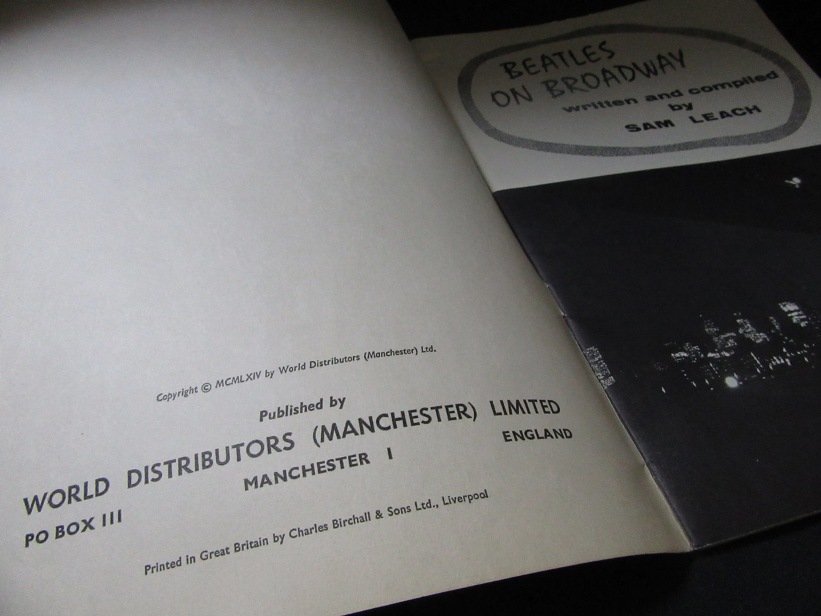 Copyright © MCMLXIV by World Distributors (Manchester) Ltd.
Published by
WORLD DISTRIBUTORS (MANCHESTER) LIMITED
PO BOX III MANCHESTER I ENGLAND
Printed in Great Britain by Charles Birchall & Sons Ltd., Liverpool
BEATLES
ON BROADWAY
written and compiled
by
SAM LEACH